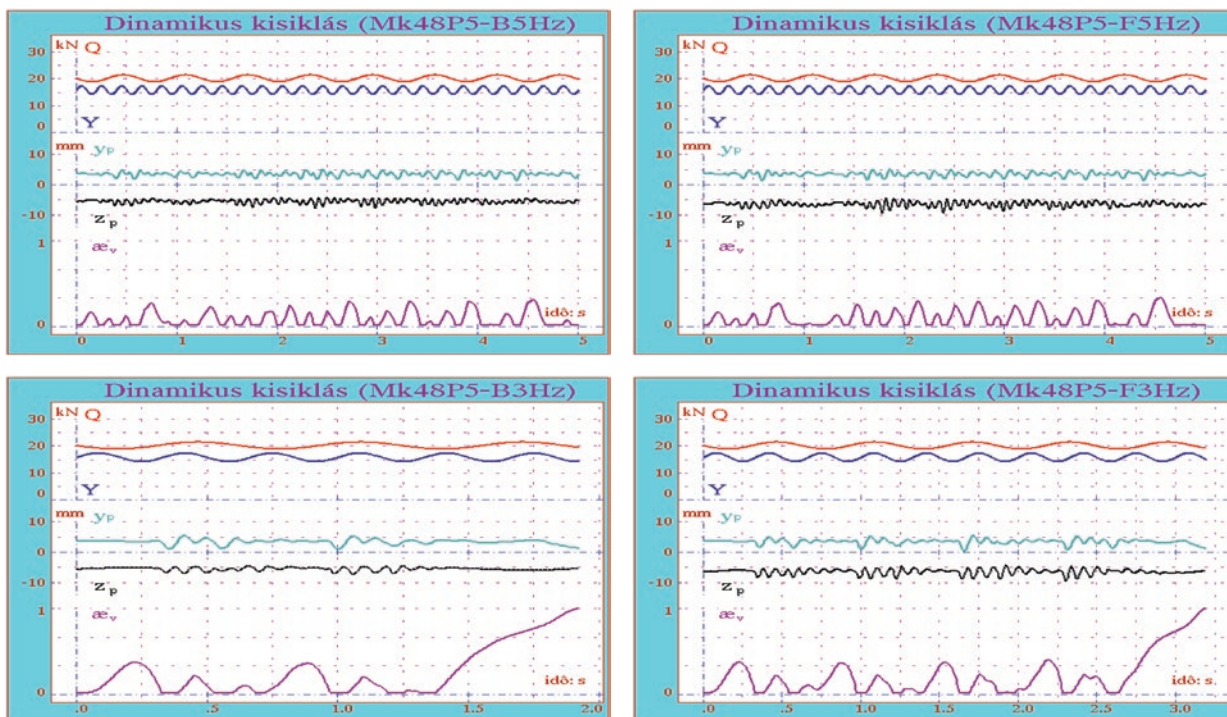 Dinamikus kisiklás (Mk48P5-B5Hz)
kN Q
30
20
10
0
Y
mm yp
10
0
-10
zp
1
æv
0
idô: s
0 1 2 3 4 5
Dinamikus kisiklás (Mk48P5-F5Hz)
kN Q
30
20
10
0
Y
mm yp
10
0
-10
zp
1
æv
0
idô: s
0 1 2 3 4 5
Dinamikus kisiklás (Mk48P5-B3Hz)
kN Q
30
20
10
0
Y
mm yp
10
0
-10
zp
1
æv
0
idô: s
.0 .5 1.0 1.5 2.0
Dinamikus kisiklás (Mk48P5-F3Hz)
kN Q
30
20
10
0
Y
mm yp
10
0
-10
zp
1
æv
0
idô: s
.0 .5 1.0 1.5 2.0 2.5 3.0